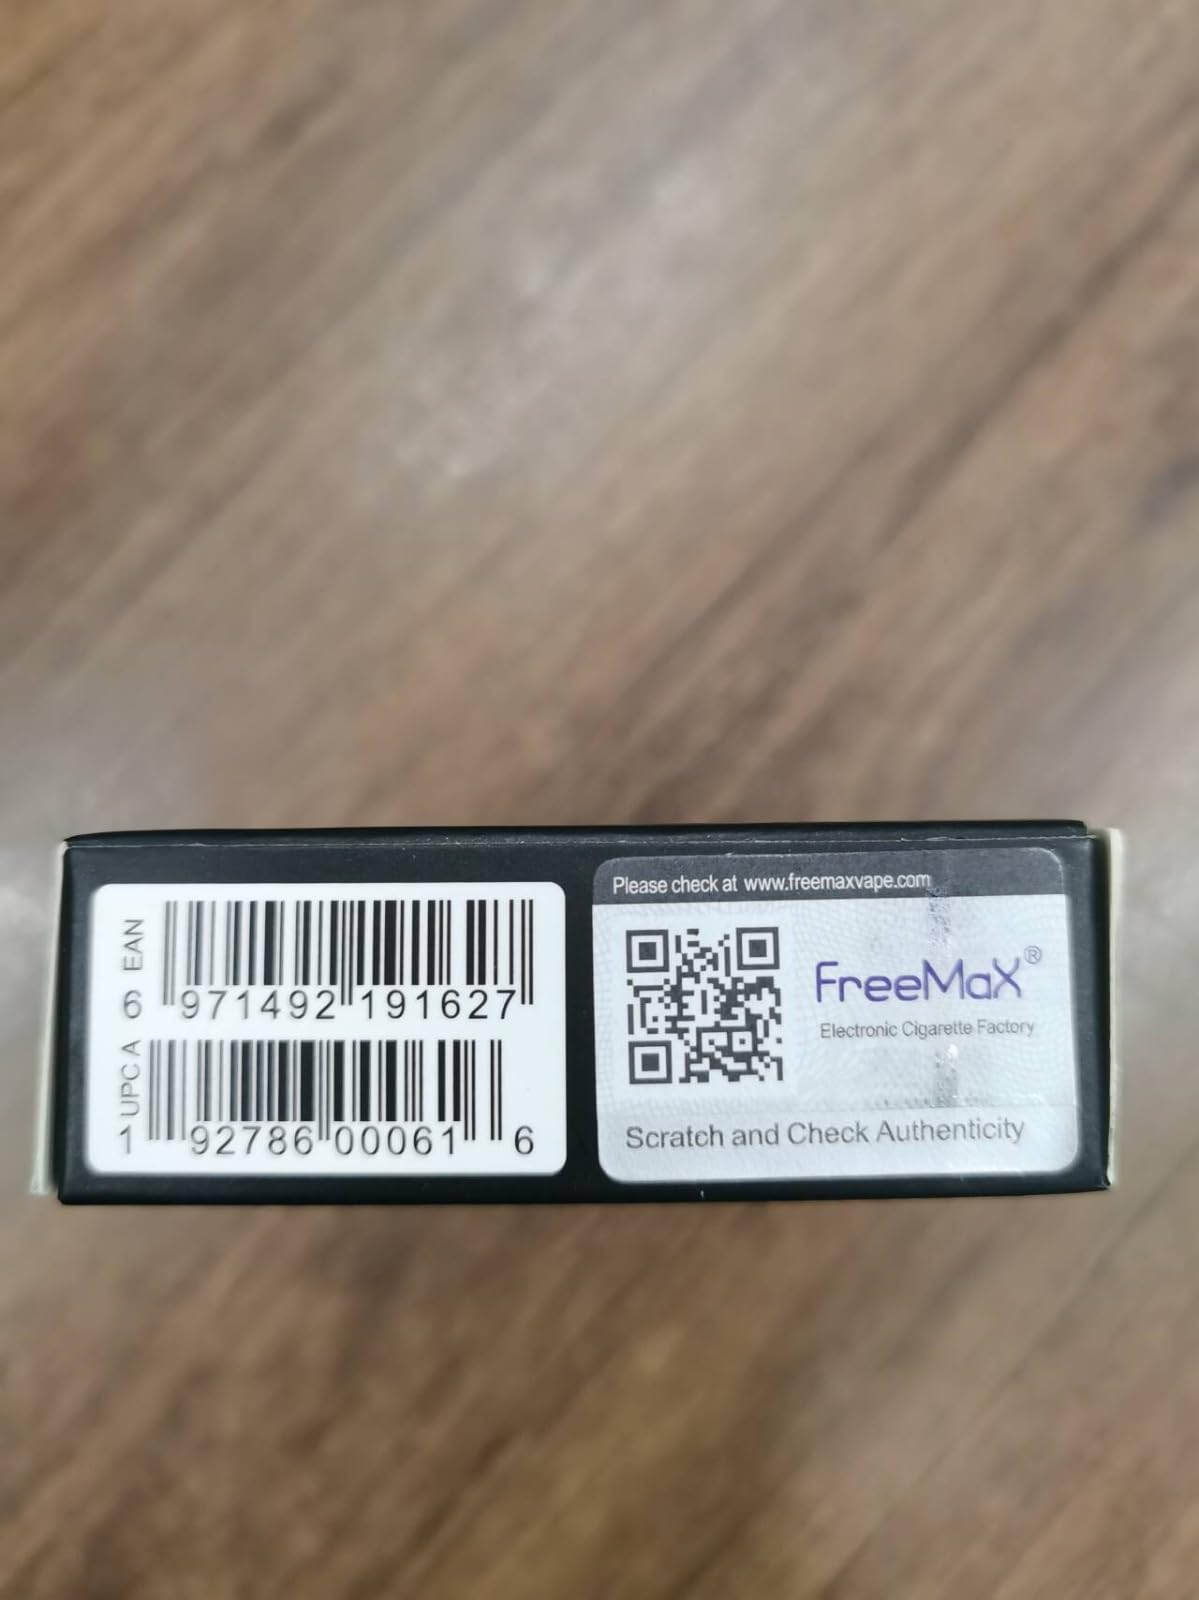 EAN
6 971492 191627
UPC A
1 92786 00061 6
Please check at www.freemaxvape.com
FreeMaX®
Electronic Cigarette Factory
Scratch and Check Authenticity